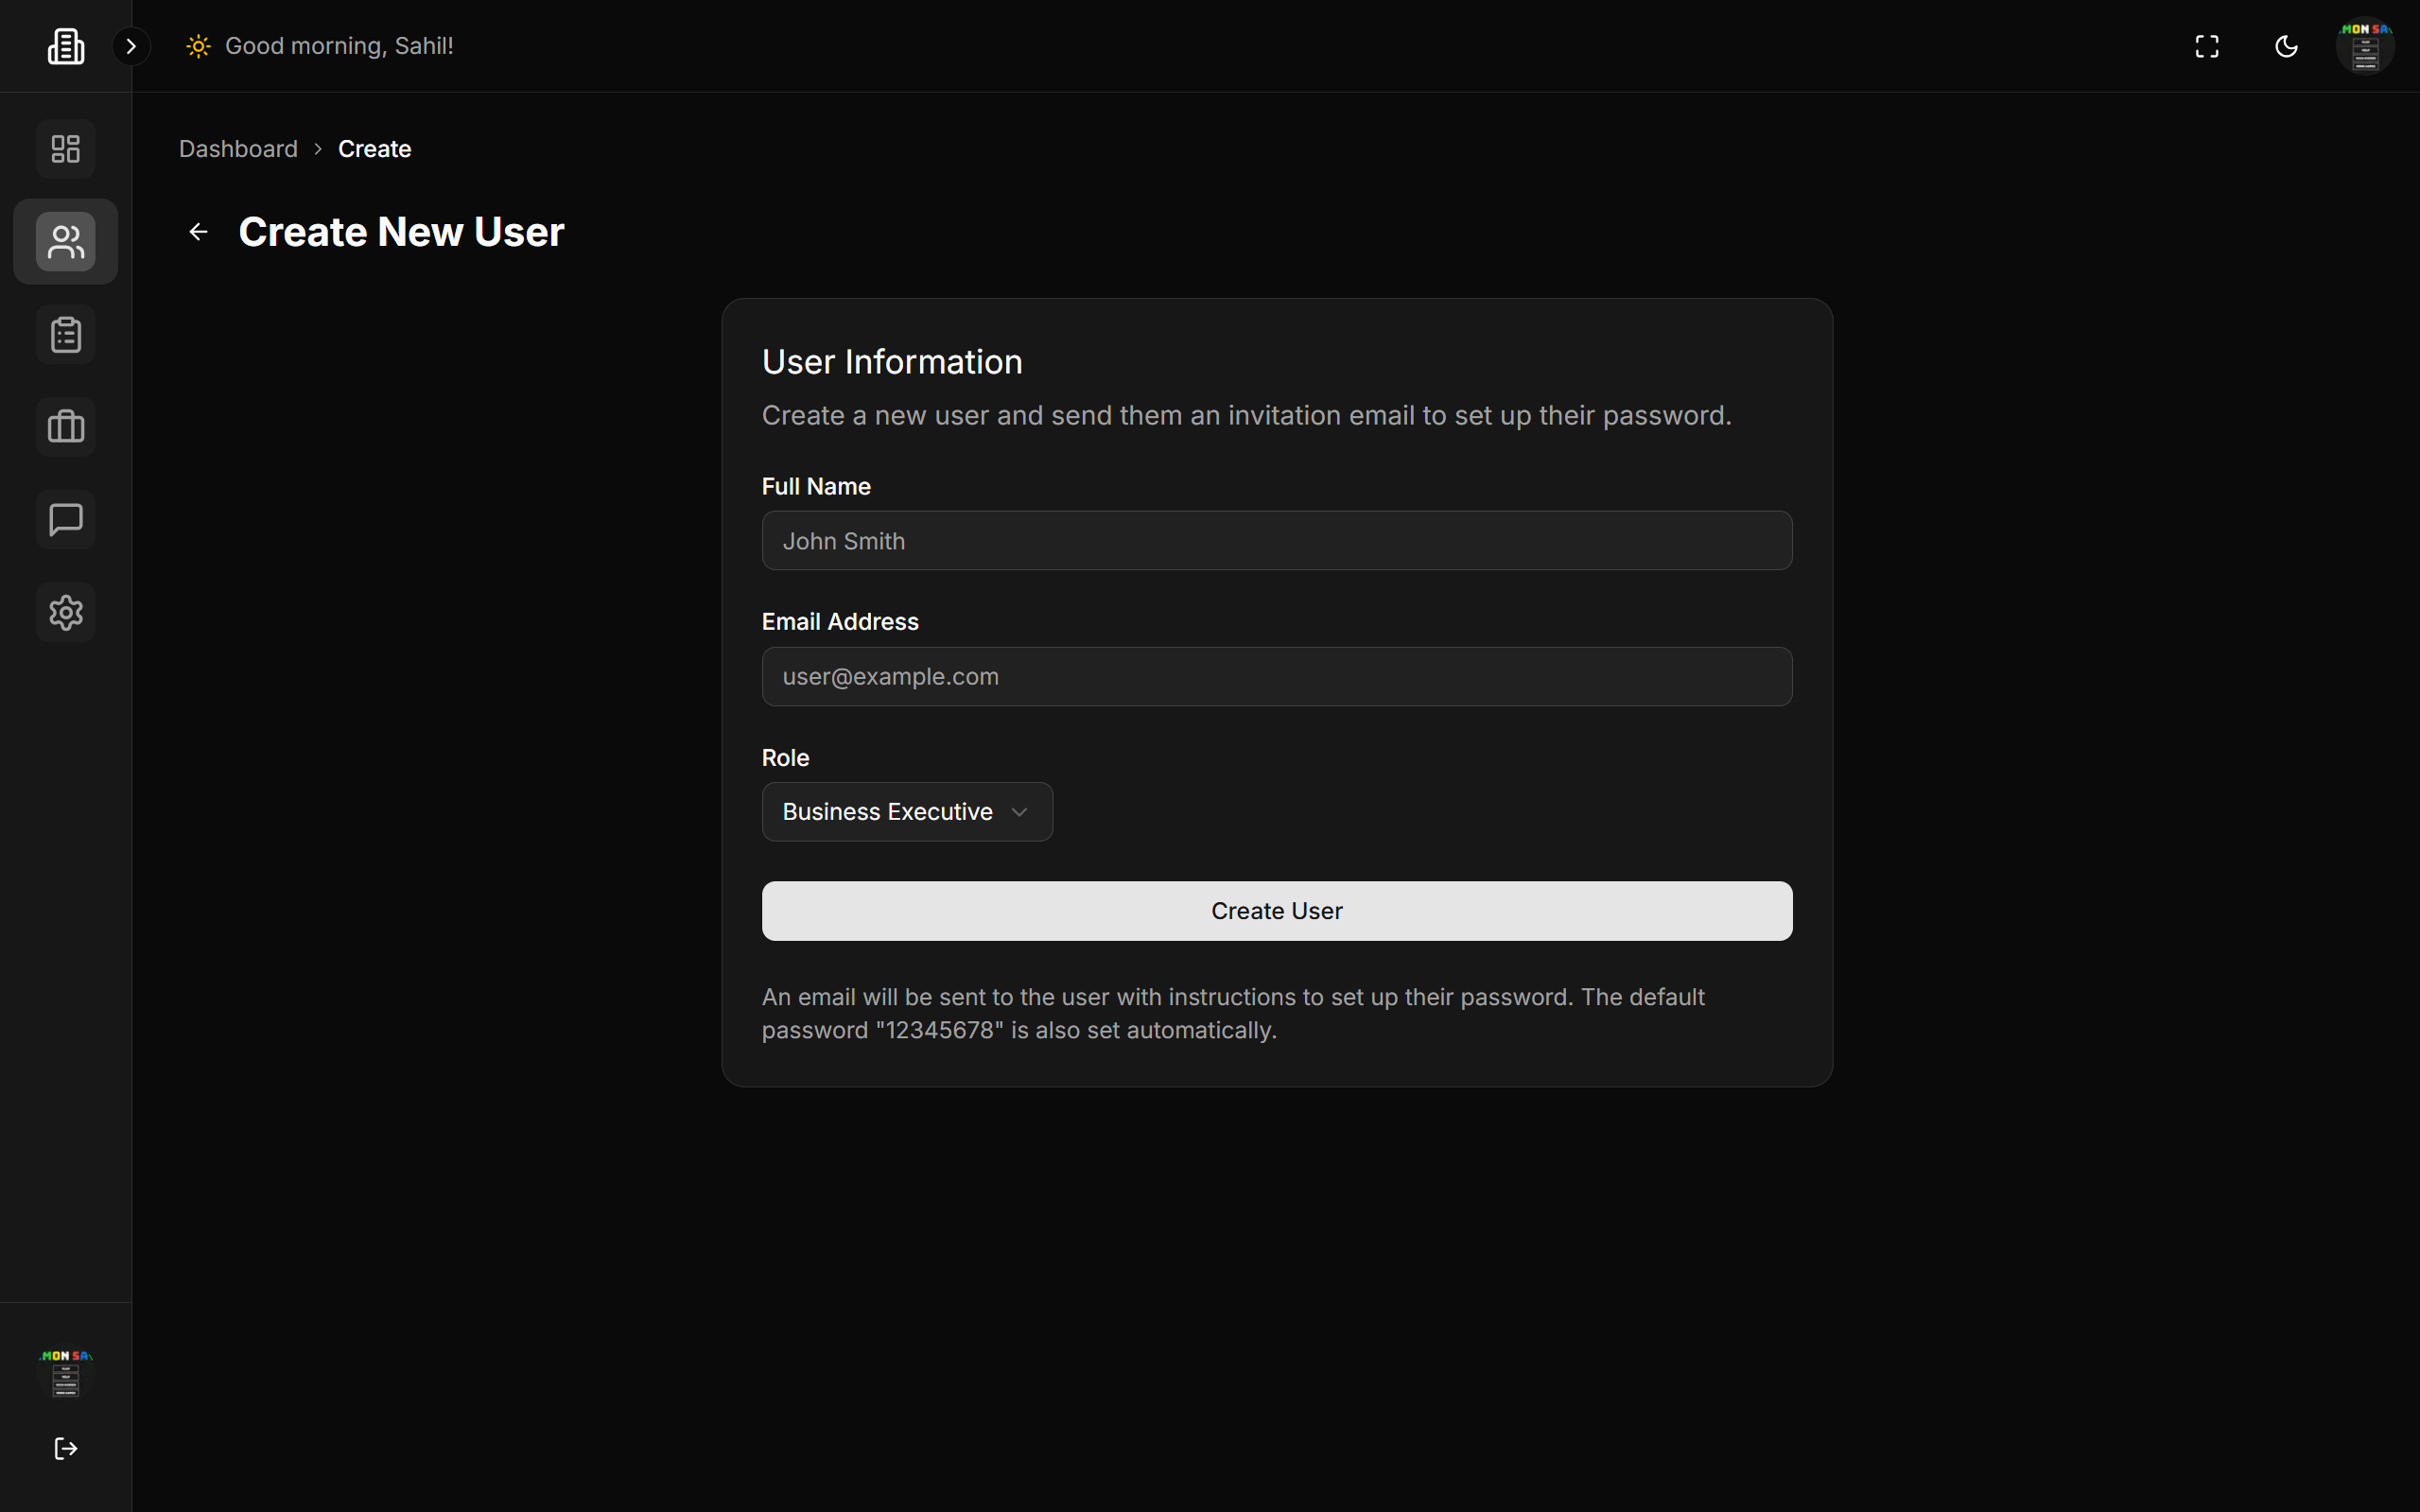 Good morning, Sahil!
Dashboard
Create
Create New User
User Information
Create a new user and send them an invitation email to set up their password.
Full Name
John Smith
Email Address
user@example.com
Role
Business Executive
Create User
An email will be sent to the user with instructions to set up their password. The default
password "12345678" is also set automatically.